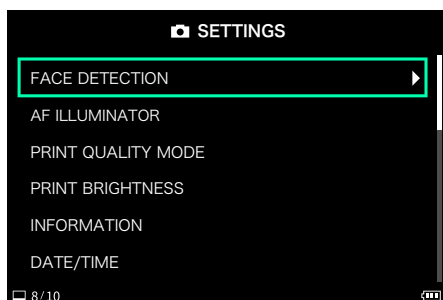 SETTINGS
FACE DETECTION
AF ILLUMINATOR
PRINT QUALITY MODE
PRINT BRIGHTNESS
INFORMATION
DATE/TIME
8/10